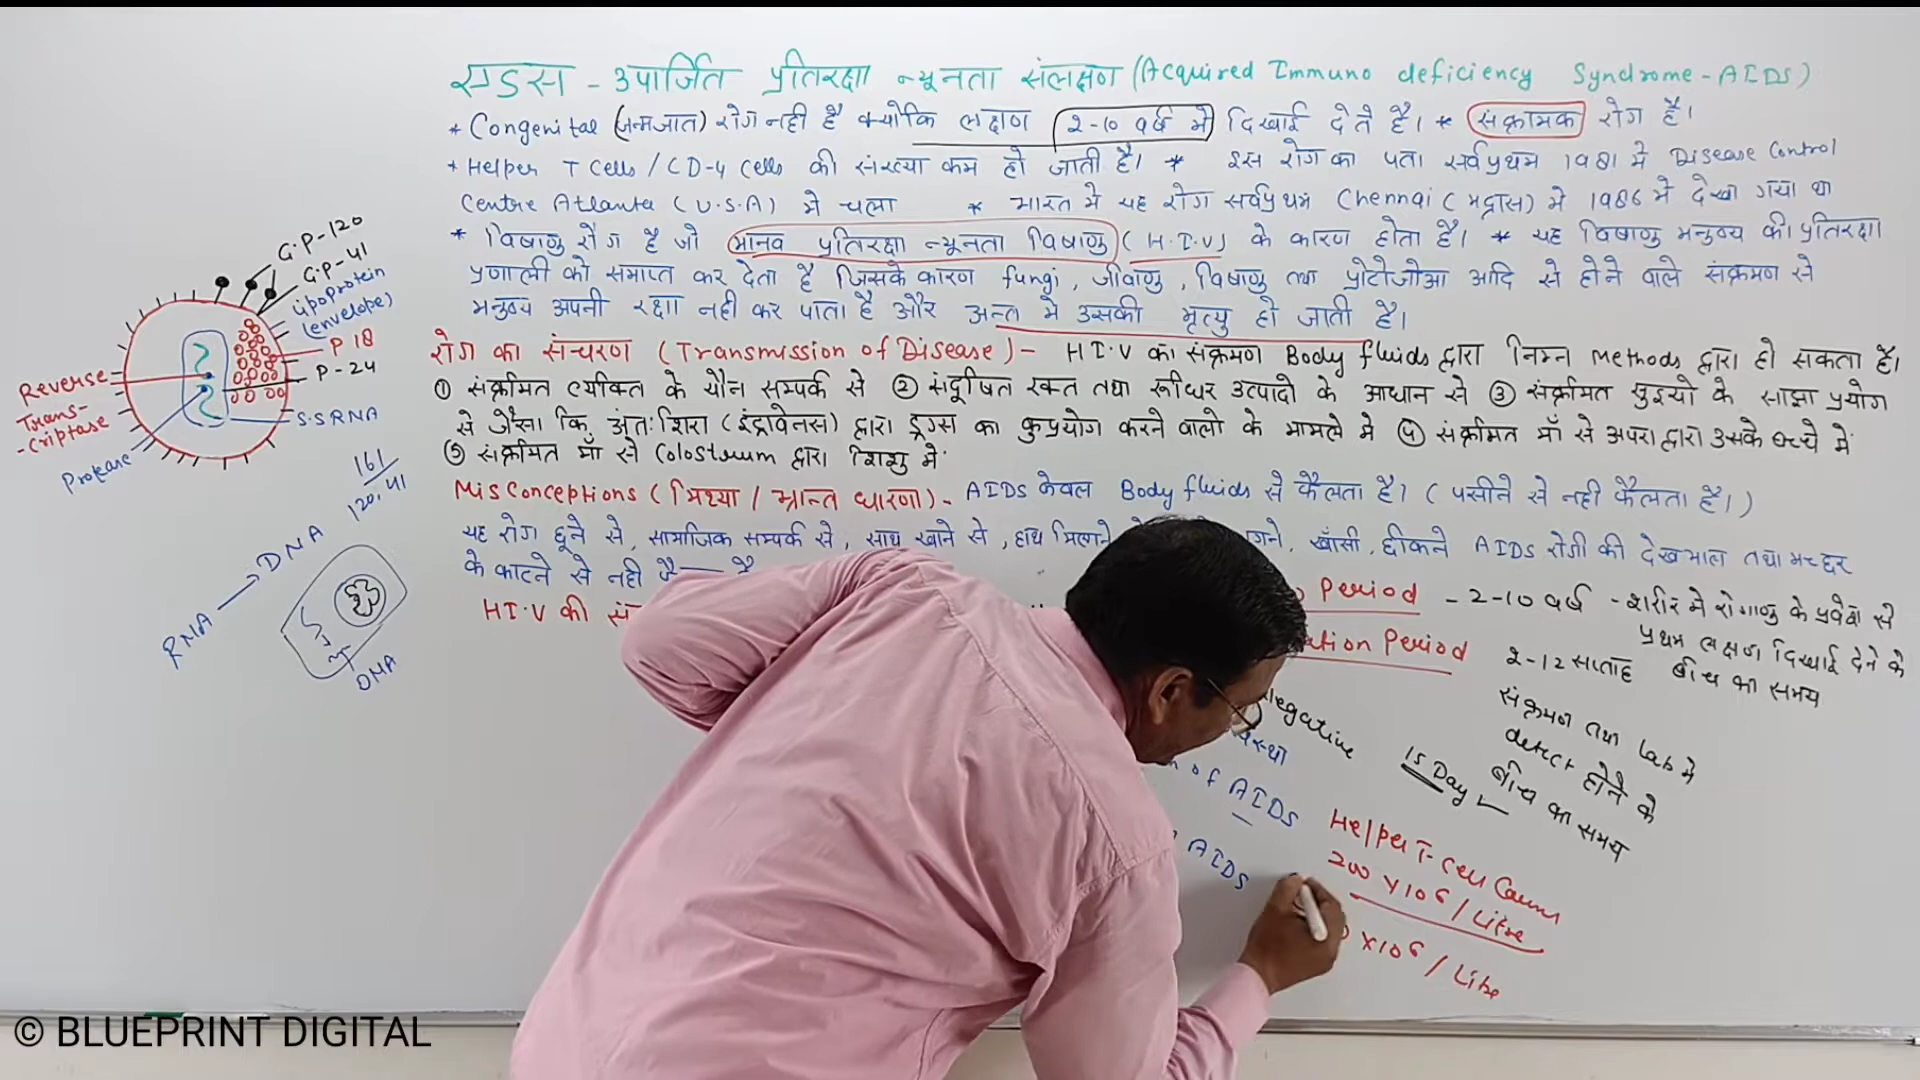 एड्स - उपार्जित प्रतिरक्षा न्यूनता संलक्षण (Acquired Immuno deficiency Syndrome - AIDS)
* Congenital (जन्मजात) रोग नही है क्योकि लक्षण 2-10 वर्ष मे दिखाई देते है। * संक्रामक रोग है।
* Helper T Cells / CD-4 Cells की संख्या कम हो जाती है। * इस रोग का पता सर्वप्रथम 1981 मे Disease Control
Centre Atlanta (U.S.A) मे चला * भारत मे यह रोग सर्वप्रथम Chennai (मद्रास) मे 1986 मे देखा गया था
* विषाणु रोग है जो मानव प्रतिरक्षा न्यूनता विषाणु (H.I.V) के कारण होता है। * यह विषाणु मनुष्य की प्रतिरक्षा
प्रणाली को समाप्त कर देता है जिसके कारण fungi, जीवाणु, विषाणु तथा प्रोटोजोआ आदि से होने वाले संक्रमण से
मनुष्य अपनी रक्षा नही कर पाता है और अन्त मे उसकी मृत्यु हो जाती है।
रोग का संचरण (Transmission of Disease) - H.I.V का संक्रमण Body fluids द्वारा निम्न Methods द्वारा हो सकता है।
① संक्रमित व्यक्ति के यौन सम्पर्क से ② संदूषित रक्त तथा रूधिर उत्पादो के आधान से ③ संक्रमित सुइयो के साझा प्रयोग
से जैसा कि अंत:शिरा (इंट्रावेनस) द्वारा ड्रग्स का कुप्रयोग करने वालो के मामले मे ④ संक्रमित माँ से अपरा द्वारा उसके बच्चे में
⑤ संक्रमित माँ से Colostrum द्वारा शिशु में
Misconceptions (मिथ्या / भ्रान्त धारणा) - AIDS केवल Body fluids से फैलता है। (पसीने से नही फैलता है।)
यह रोग छूने से, सामाजिक सम्पर्क से, साथ खाने से, हाथ मिलाने खाँसी, छीकने AIDS रोगी की देखभाल तथा मच्छर
के काटने से नही
H.I.V की
Period - 2-10 वर्ष - शरीर मे रोगाणु के प्रवेश से
प्रथम लक्षण दिखाई देने के
बीच का समय
Period 2-12 सप्ताह
संक्रमण तथा Lab मे
detect होने के
बीच का समय
Negative
15 Day
of AIDS
AIDS
Helper T-Cell Count
200 × 10 6 / Litre
× 10 6 / Litre
G.P-120
G.P-41
Lipoprotein
(envelope)
P 18
P-24
S.S RNA
Reverse
Trans-
-criptase
Protease
161
120, 41
RNA → DNA
DNA
© BLUEPRINT DIGITAL